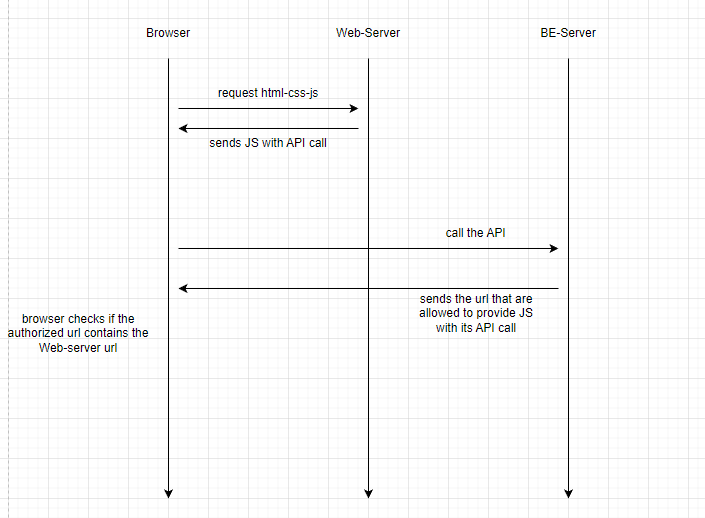 Browser
Web-Server
BE-Server
request html-css-js
sends JS with API call
call the API
sends the url that are
allowed to provide JS
with its API call
browser checks if the
authorized url contains the
Web-server url